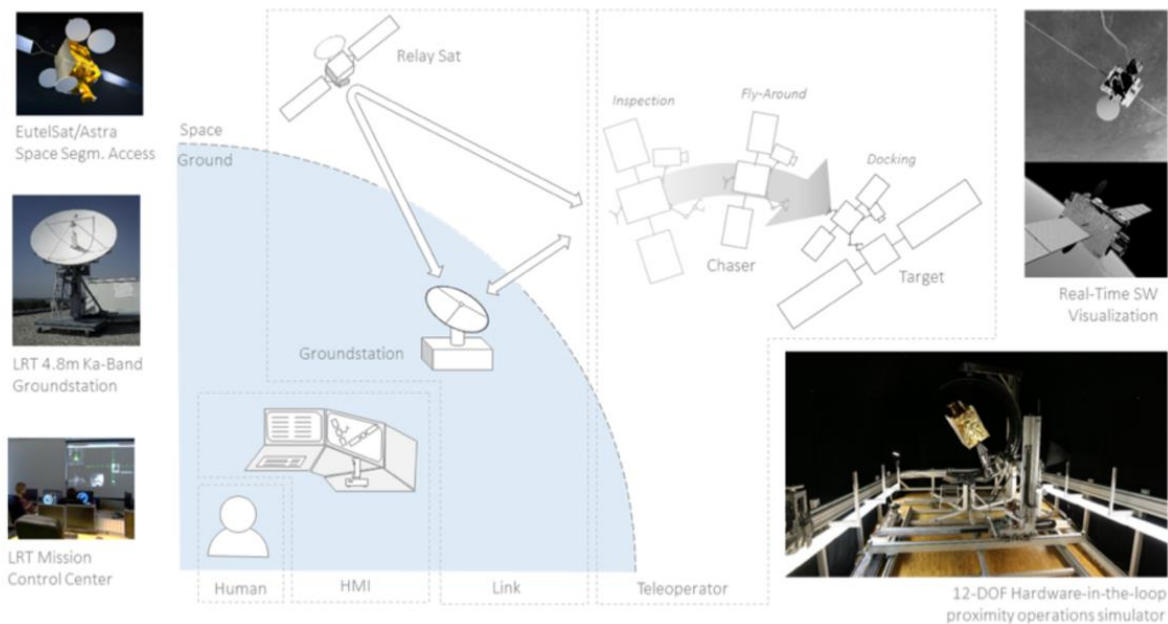 EutelSat/Astra
Space Segm. Access
LRT 4.8m Ka-Band
Groundstation
LRT Mission
Control Center
Space
Ground
Relay Sat
Groundstation
Human
HMI
Link
Teleoperator
Inspection
Fly-Around
Docking
Chaser
Target
Real-Time SW
Visualization
12-DOF Hardware-in-the-loop
proximity operations simulator